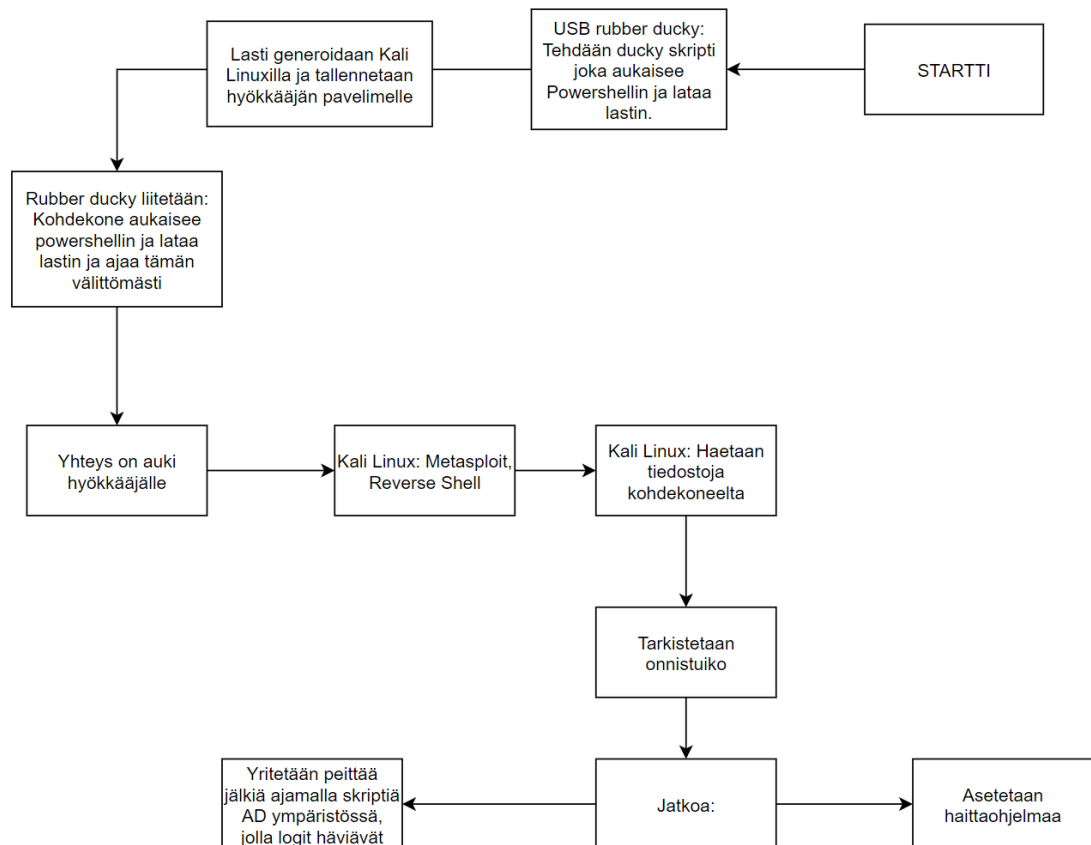 STARTTI
USB rubber ducky:
Tehdään ducky skripti
joka aukaisee
Powershellin ja lataa
lastin.
Lasti generoidaan Kali
Linuxilla ja tallennetaan
hyökkääjän pavelimelle
Rubber ducky liitetään:
Kohdekone aukaisee
powershellin ja lataa
lastin ja ajaa tämän
välittömästi
Yhteys on auki
hyökkääjälle
Kali Linux: Metasploit,
Reverse Shell
Kali Linux: Haetaan
tiedostoja
kohdekoneelta
Tarkistetaan
onnistuiko
Jatkoa:
Yritetään peittää
jälkiä ajamalla skriptiä
AD ympäristössä,
jolla logit häviävät
Asetetaan
haittaohjelmaa